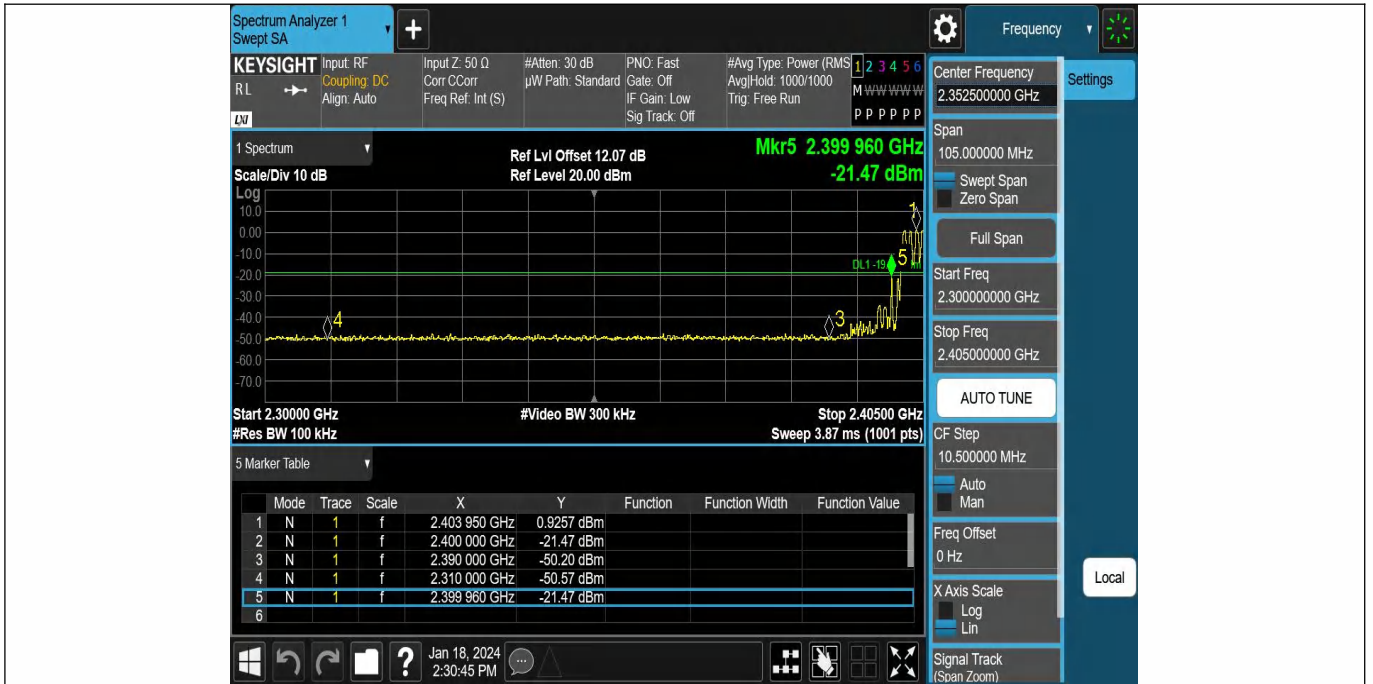 Spectrum Analyzer 1
Swept SA
Frequency
KEYSIGHT
RL
LXI
Input: RF
Coupling: DC
Align: Auto
Input Z: 50 Ω
Corr CCorr
Freq Ref: Int (S)
#Atten: 30 dB
µW Path: Standard
PNO: Fast
Gate: Off
IF Gain: Low
Sig Track: Off
#Avg Type: Power (RMS
Avg|Hold: 1000/1000
Trig: Free Run
1 2 3 4 5 6
M W W W W W
P P P P P P
1 Spectrum
Scale/Div 10 dB
Ref Lvl Offset 12.07 dB
Ref Level 20.00 dBm
Mkr5 2.399 960 GHz
-21.47 dBm
Log
10.0
0.00
-10.0
-20.0
-30.0
-40.0
-50.0
-60.0
-70.0
1
5
DL1 -19
4
3
Start 2.30000 GHz
#Video BW 300 kHz
Stop 2.40500 GHz
#Res BW 100 kHz
Sweep 3.87 ms (1001 pts)
5 Marker Table
Mode Trace Scale X Y Function Function Width Function Value
1 N 1 f 2.403 950 GHz 0.9257 dBm
2 N 1 f 2.400 000 GHz -21.47 dBm
3 N 1 f 2.390 000 GHz -50.20 dBm
4 N 1 f 2.310 000 GHz -50.57 dBm
5 N 1 f 2.399 960 GHz -21.47 dBm
6
Jan 18, 2024
2:30:45 PM
Center Frequency
2.352500000 GHz
Settings
Span
105.000000 MHz
Swept Span
Zero Span
Full Span
Start Freq
2.300000000 GHz
Stop Freq
2.405000000 GHz
AUTO TUNE
CF Step
10.500000 MHz
Auto
Man
Freq Offset
0 Hz
X Axis Scale
Log
Lin
Local
Signal Track
(Span Zoom)